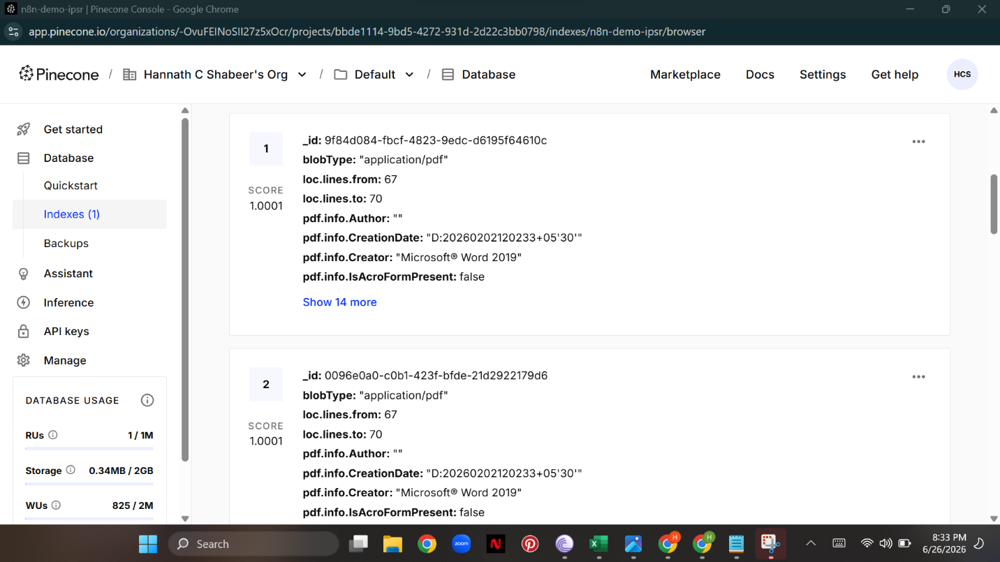 n8n-demo-ipsr | Pinecone Console - Google Chrome
app.pinecone.io/organizations/-OvuFEINoSII27z5xOcr/projects/bbde1114-9bd5-4272-931d-2d22c3bb0798/indexes/n8n-demo-ipsr/browser
Pinecone / Hannath C Shabeer's Org / Default / Database Marketplace Docs Settings Get help HCS
Get started
Database
Quickstart
Indexes (1)
Backups
Assistant
Inference
API keys
Manage
DATABASE USAGE
RUs 1 / 1M
Storage 0.34MB / 2GB
WUs 825 / 2M
1
SCORE
1.0001
_id: 9f84d084-fbcf-4823-9edc-d6195f64610c
blobType: "application/pdf"
loc.lines.from: 67
loc.lines.to: 70
pdf.info.Author: ""
pdf.info.CreationDate: "D:20260202120233+05'30'"
pdf.info.Creator: "Microsoft® Word 2019"
pdf.info.IsAcroFormPresent: false
Show 14 more
2
SCORE
1.0001
_id: 0096e0a0-c0b1-423f-bfde-21d2922179d6
blobType: "application/pdf"
loc.lines.from: 67
loc.lines.to: 70
pdf.info.Author: ""
pdf.info.CreationDate: "D:20260202120233+05'30'"
pdf.info.Creator: "Microsoft® Word 2019"
pdf.info.IsAcroFormPresent: false
Search
zoom
H
H
8:33 PM
6/26/2026